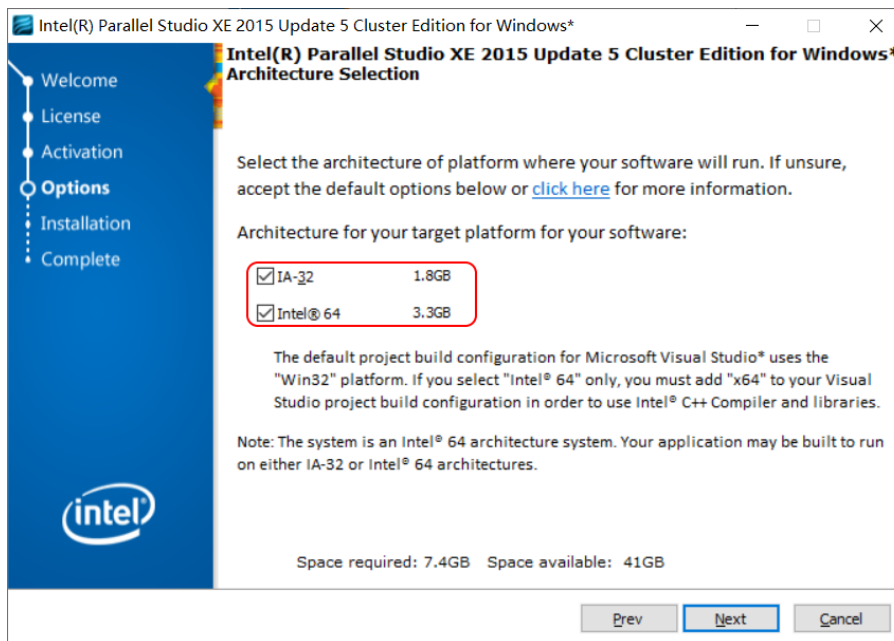 Intel(R) Parallel Studio XE 2015 Update 5 Cluster Edition for Windows*
Intel(R) Parallel Studio XE 2015 Update 5 Cluster Edition for Windows*
Architecture Selection
Welcome
License
Activation
Options
Installation
Complete
Select the architecture of platform where your software will run. If unsure,
accept the default options below or click here for more information.
Architecture for your target platform for your software:
IA-32 1.8GB
Intel® 64 3.3GB
The default project build configuration for Microsoft Visual Studio* uses the
"Win32" platform. If you select "Intel® 64" only, you must add "x64" to your Visual
Studio project build configuration in order to use Intel® C++ Compiler and libraries.
Note: The system is an Intel® 64 architecture system. Your application may be built to run
on either IA-32 or Intel® 64 architectures.
intel®
Space required: 7.4GB Space available: 41GB
Prev Next Cancel